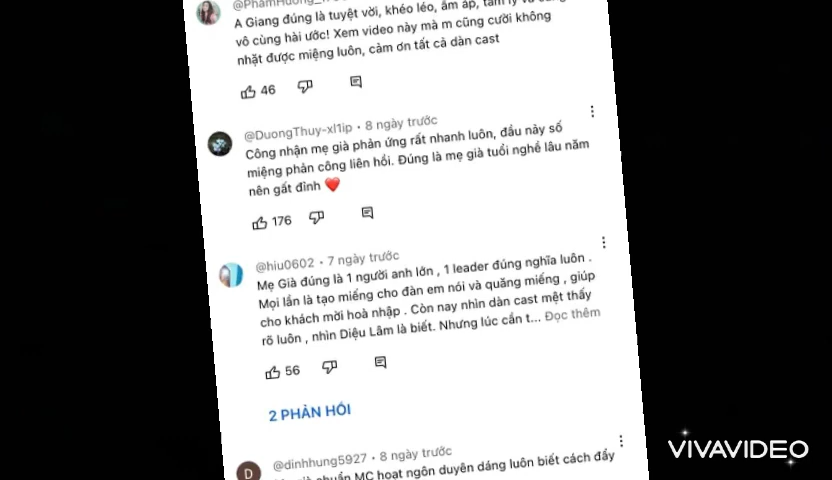 A Giang đúng là tuyệt vời, khéo léo, ấm áp,
vô cùng hài ước! Xem video này mà m cũng cười không
nhặt được miệng luôn, cảm ơn tất cả dàn cast
46
@DuongThuy-xl1ip • 8 ngày trước
Công nhận mẹ già phản ứng rất nhanh luôn, đầu nảy số
miệng phản công liên hồi. Đúng là mẹ già tuổi nghề lâu năm
nên gất đỉnh ❤️
176
@hiu0602 • 7 ngày trước
Mẹ Già đúng là 1 người anh lớn , 1 leader đúng nghĩa luôn .
Mọi lần là tạo miếng cho đàn em nói và quăng miếng , giúp
cho khách mời hoà nhập . Còn nay nhìn dàn cast mệt thấy
rõ luôn , nhìn Diệu Lâm là biết. Nhưng lúc cần t... Đọc thêm
56
2 PHẢN HỒI
D
@dinhhung5927 • 8 ngày trước
chuẩn MC hoạt ngôn duyên dáng luôn biết cách đẩy
VIVAVIDEO